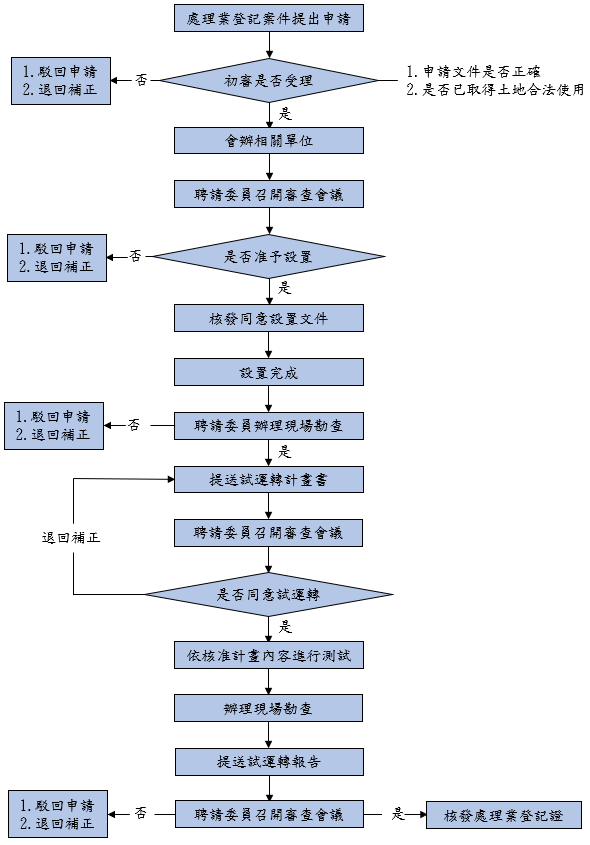 處理業登記案件提出申請
1.駁回申請
2.退回補正
否
初審是否受理
1.申請文件是否正確
2.是否已取得土地合法使用
是
會辦相關單位
聘請委員召開審查會議
1.駁回申請
2.退回補正
否
是否准予設置
是
核發同意設置文件
設置完成
1.駁回申請
2.退回補正
否
聘請委員辦理現場勘查
是
提送試運轉計畫書
聘請委員召開審查會議
退回補正
是否同意試運轉
是
依核准計畫內容進行測試
辦理現場勘查
提送試運轉報告
1.駁回申請
2.退回補正
否
聘請委員召開審查會議
是
核發處理業登記證